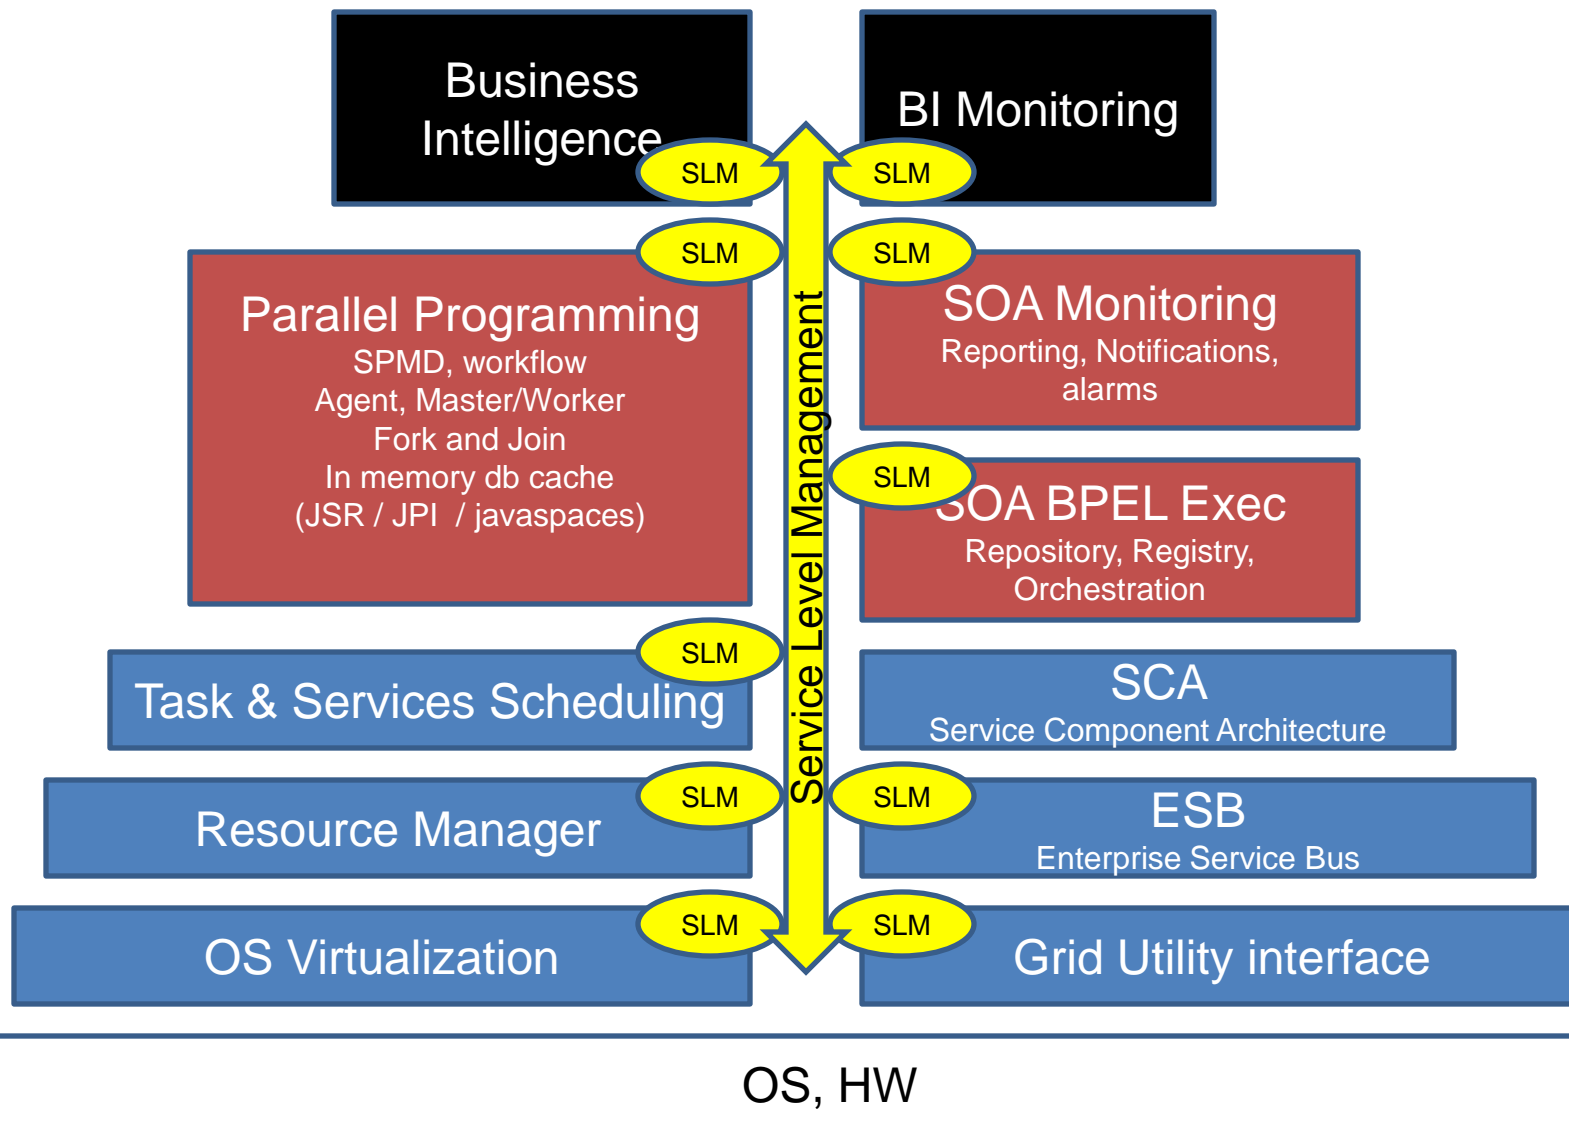 Business
Intelligence
SLM
BI Monitoring
SLM
SLM
Parallel Programming
SPMD, workflow
Agent, Master/Worker
Fork and Join
In memory db cache
(JSR / JPI / javaspaces)
SLM
SOA Monitoring
Reporting, Notifications,
alarms
Service Level Management
SLM
SOA BPEL Exec
Repository, Registry,
Orchestration
SLM
Task & Services Scheduling
SCA
Service Component Architecture
SLM
Resource Manager
SLM
ESB
Enterprise Service Bus
SLM
OS Virtualization
SLM
Grid Utility interface
OS, HW